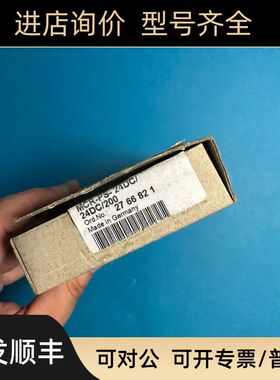 进店询价 型号齐全
MCR-PS- 24DC/
24DC/200
Ord.No.: 27 66 82 1
Made in Germany
发顺丰
可对公 可开专票/普